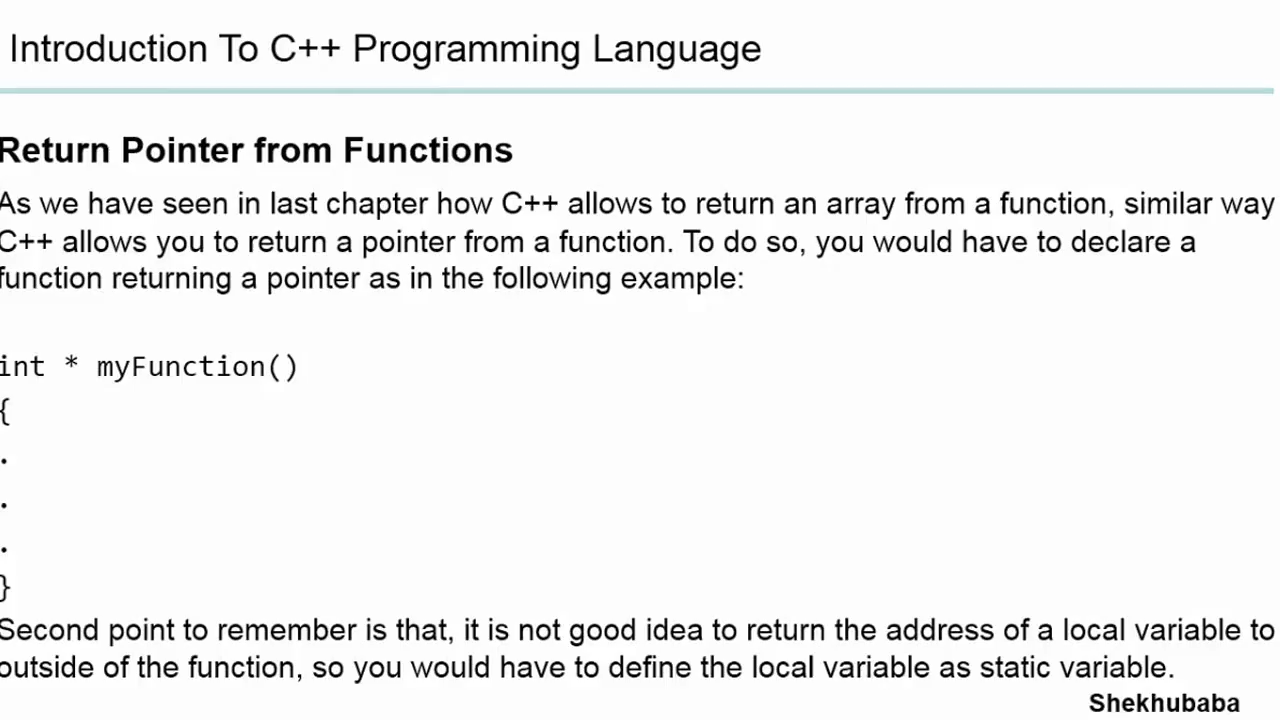 Introduction To C++ Programming Language
Return Pointer from Functions
As we have seen in last chapter how C++ allows to return an array from a function, similar way
C++ allows you to return a pointer from a function. To do so, you would have to declare a
function returning a pointer as in the following example:
int * myFunction()
{
.
.
.
}
Second point to remember is that, it is not good idea to return the address of a local variable to
outside of the function, so you would have to define the local variable as static variable.
Shekhubaba